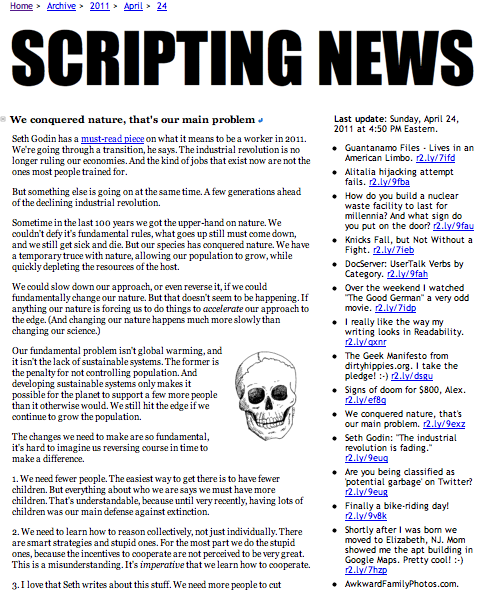 Home > Archive > 2011 > April > 24
SCRIPTING NEWS
We conquered nature, that's our main problem
Seth Godin has a must-read piece on what it means to be a worker in 2011.
We're going through a transition, he says. The industrial revolution is no
longer ruling our economies. And the kind of jobs that exist now are not the
ones most people trained for.
But something else is going on at the same time. A few generations ahead
of the declining industrial revolution.
Sometime in the last 100 years we got the upper-hand on nature. We
couldn't defy it's fundamental rules, what goes up still must come down,
and we still get sick and die. But our species has conquered nature. We have
a temporary truce with nature, allowing our population to grow, while
quickly depleting the resources of the host.
We could slow down our approach, or even reverse it, if we could
fundamentally change our nature. But that doesn't seem to be happening. If
anything our nature is forcing us to do things to accelerate our approach to
the edge. (And changing our nature happens much more slowly than
changing our science.)
Our fundamental problem isn't global warming, and
it isn't the lack of sustainable systems. The former is
the penalty for not controlling population. And
developing sustainable systems only makes it
possible for the planet to support a few more people
than it otherwise would. We still hit the edge if we
continue to grow the population.
The changes we need to make are so fundamental,
it's hard to imagine us reversing course in time to
make a difference.
1. We need fewer people. The easiest way to get there is to have fewer
children. But everything about who we are says we must have more
children. That's understandable, because until very recently, having lots of
children was our main defense against extinction.
2. We need to learn how to reason collectively, not just individually. There
are smart strategies and stupid ones. For the most part we do the stupid
ones, because the incentives to cooperate are not perceived to be very great.
This is a misunderstanding. It's imperative that we learn how to cooperate.
3. I love that Seth writes about this stuff. We need more people to cut
Last update: Sunday, April 24,
2011 at 4:50 PM Eastern.
Guantanamo Files - Lives in an
American Limbo. r2.ly/7ifd
Alitalia hijacking attempt
fails. r2.ly/9fba
How do you build a nuclear
waste facility to last for
millennia? And what sign do
you put on the door? r2.ly/9fau
Knicks Fall, but Not Without a
Fight. r2.ly/7ieb
DocServer: UserTalk Verbs by
Category. r2.ly/9fah
Over the weekend I watched
"The Good German" a very odd
movie. r2.ly/7idp
I really like the way my
writing looks in Readability.
r2.ly/qxnr
The Geek Manifesto from
dirtyhippies.org. I take the
pledge! :-) r2.ly/dsgu
Signs of doom for $800, Alex.
r2.ly/ef8q
We conquered nature, that's
our main problem. r2.ly/9exz
Seth Godin: "The industrial
revolution is fading."
r2.ly/9euq
Are you being classified as
'potential garbage' on Twitter?
r2.ly/9eug
Finally a bike-riding day!
r2.ly/9v8k
Shortly after I was born we
moved to Elizabeth, NJ. Mom
showed me the apt building in
Google Maps. Pretty cool! :-)
r2.ly/7hzp
AwkwardFamilyPhotos.com.